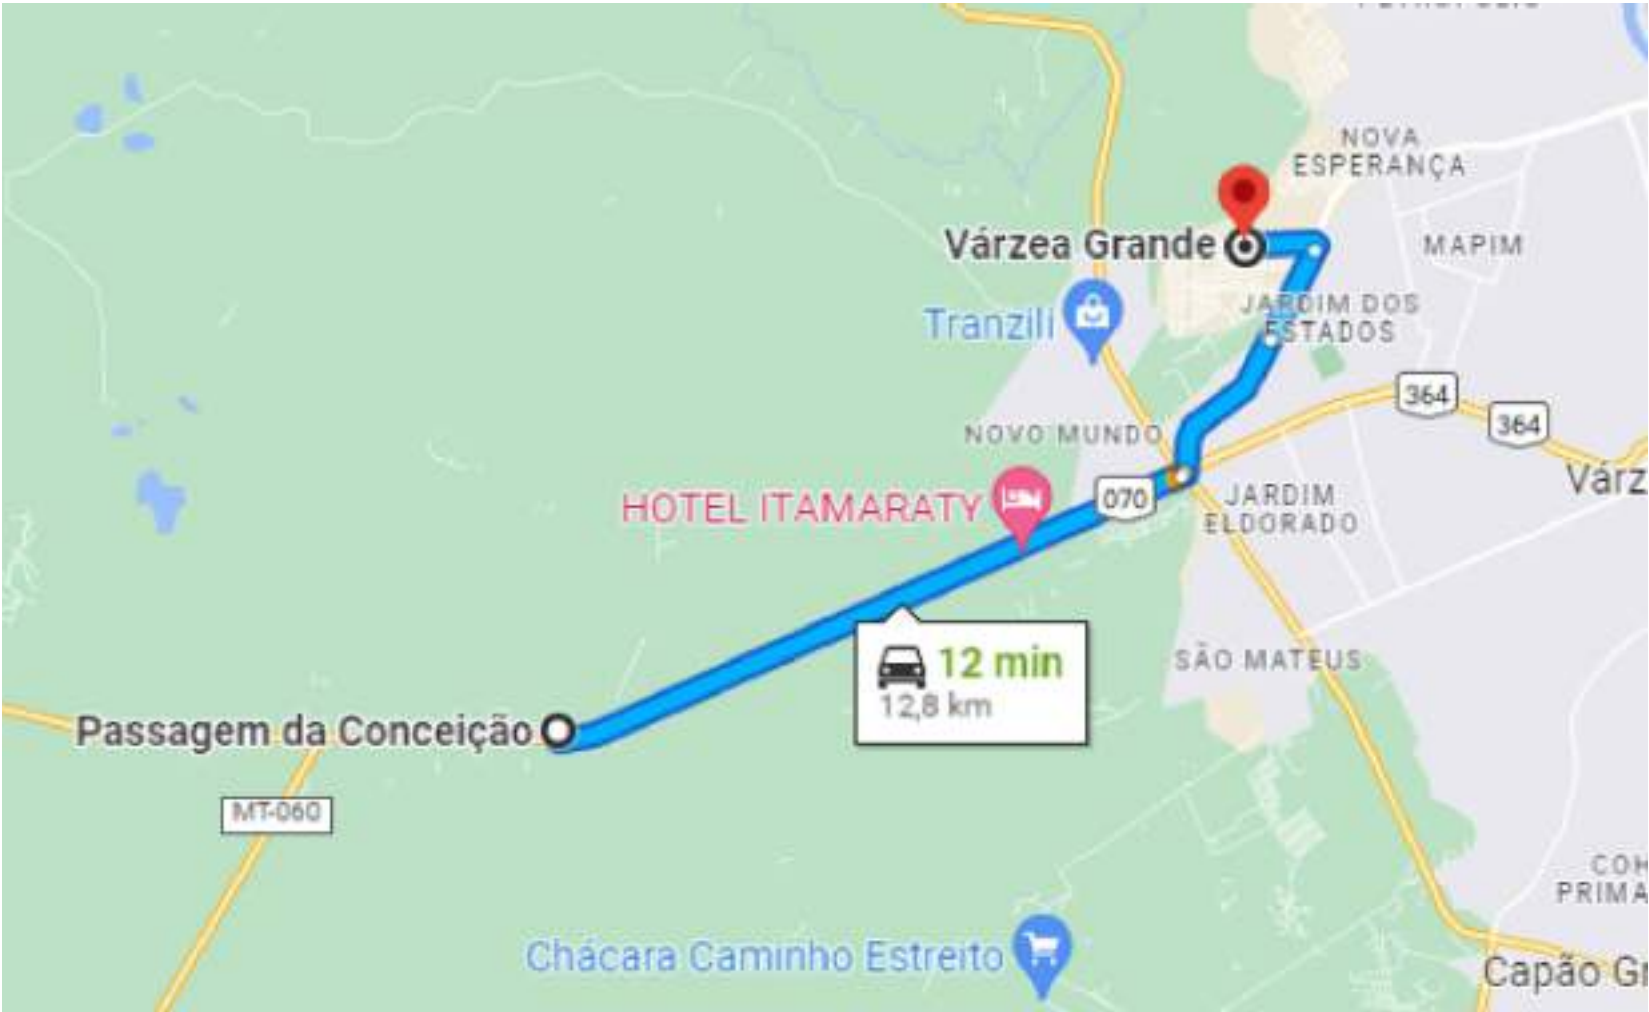 NOVA
ESPERANÇA
Várzea Grande
MAPIM
JARDIM DOS
ESTADOS
Tranzili
364
364
NOVO MUNDO
Várz
HOTEL ITAMARATY
070
JARDIM
ELDORADO
12 min
12,8 km
SÃO MATEUS
Passagem da Conceição
MT-060
COH
PRIMA
Chácara Caminho Estreito
Capão Gr